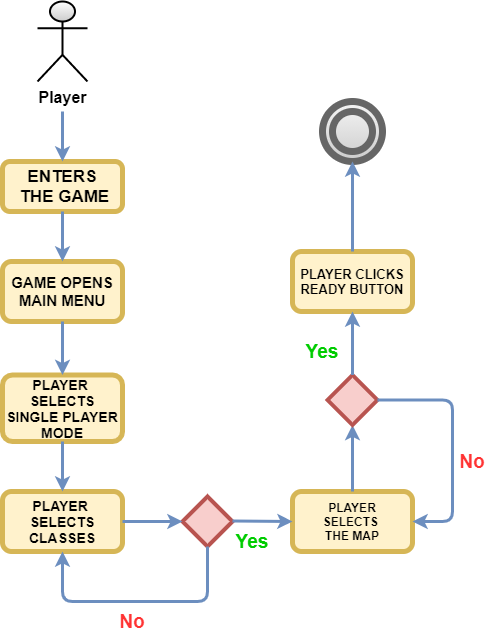 Player
ENTERS
THE GAME
GAME OPENS
MAIN MENU
PLAYER
SELECTS
SINGLE PLAYER
MODE
PLAYER
SELECTS
CLASSES
No
Yes
PLAYER
SELECTS
THE MAP
No
Yes
PLAYER CLICKS
READY BUTTON